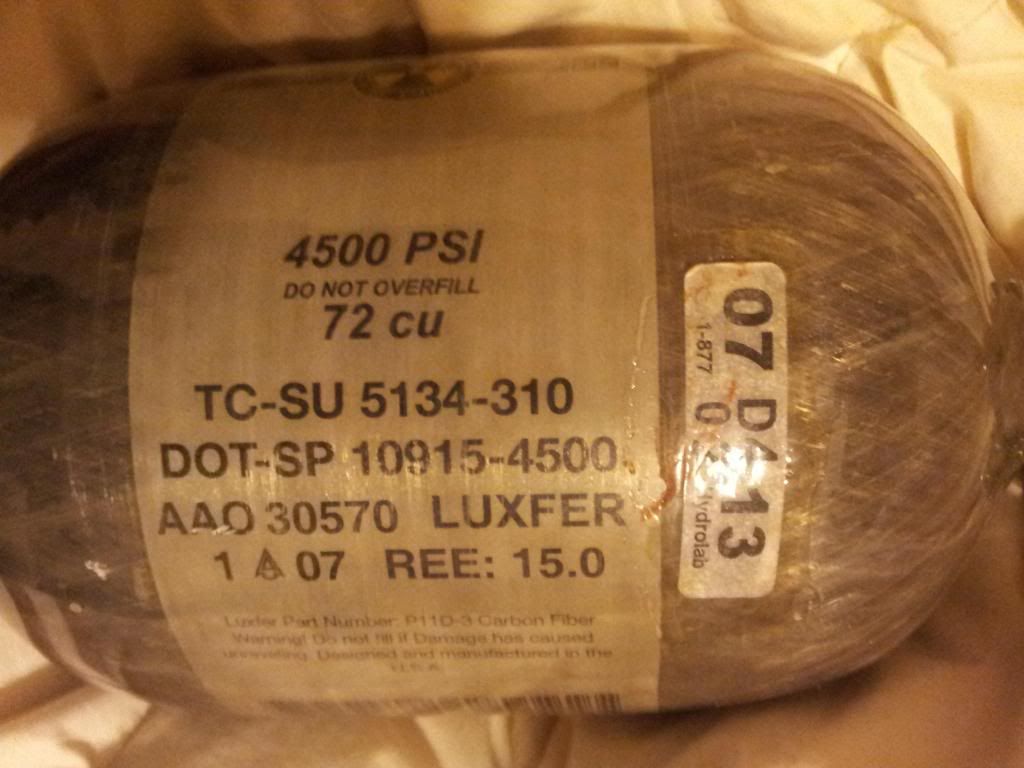 4500 PSI
DO NOT OVERFILL
72 cu
TC-SU 5134-310
DOT-SP 10915-4500
AAO 30570 LUXFER
1 07 REE: 15.0
Luxfer Part Number: P11D-3 Carbon Fiber
Warning! Do not fill if Damage has caused
unraveling. Designed and manufactured in the
U.S.A.
07 13
1-877 Hydrolab